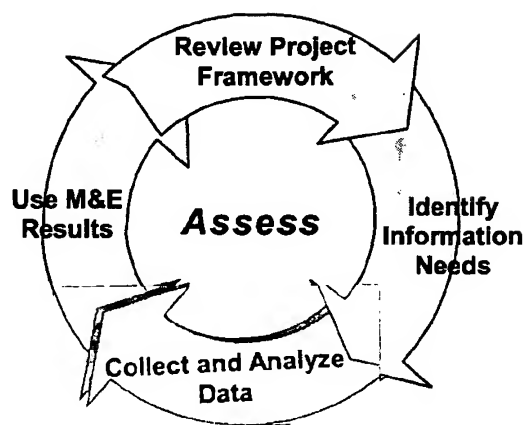 Review Project
Framework
Identify
Information
Needs
Collect and Analyze
Data
Use M&E
Results
Assess